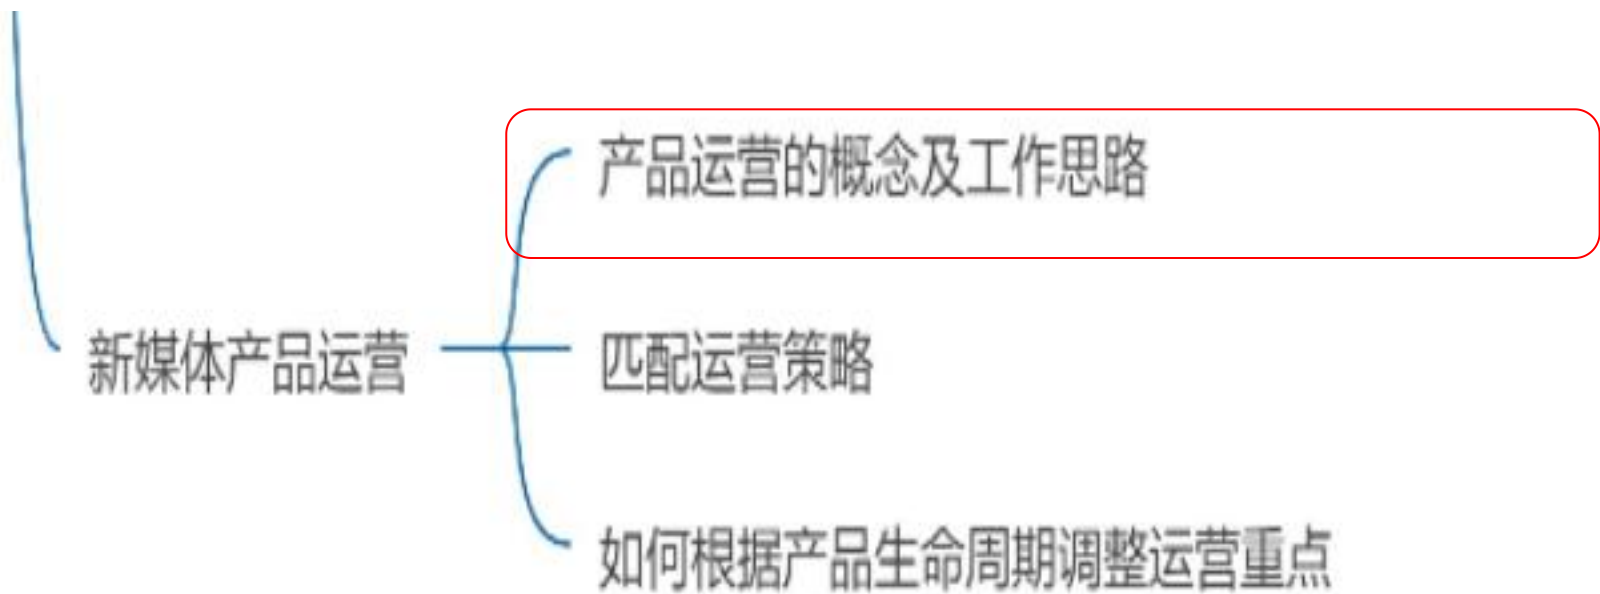 产品运营的概念及工作思路
新媒体产品运营
匹配运营策略
如何根据产品生命周期调整运营重点